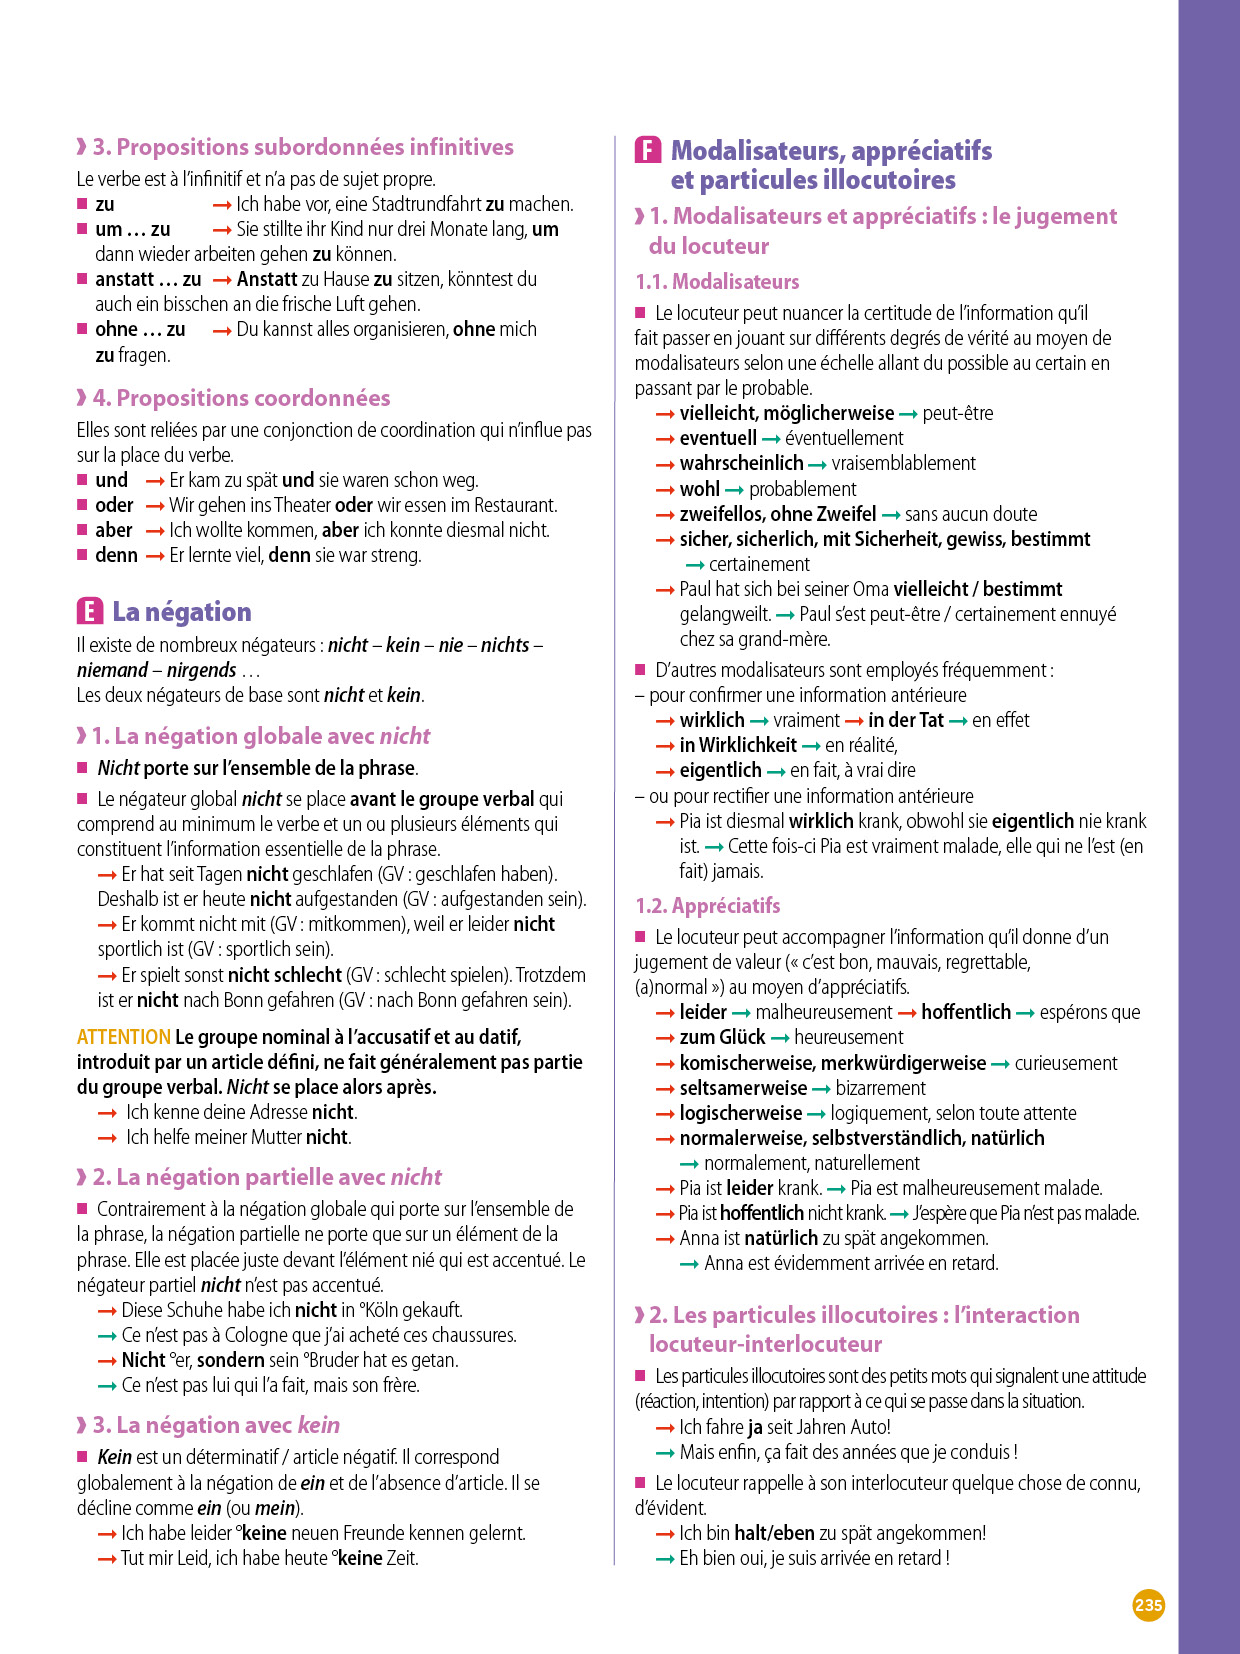 3. Propositions subordonnées infinitives
Le verbe est à l’infinitif et n’a pas de sujet propre.
■ zu → Ich habe vor, eine Stadtrundfahrt zu machen.
■ um … zu → Sie stillte ihr Kind nur drei Monate lang, um
dann wieder arbeiten gehen zu können.
■ anstatt … zu → Anstatt zu Hause zu sitzen, könntest du
auch ein bisschen an die frische Luft gehen.
■ ohne … zu → Du kannst alles organisieren, ohne mich
zu fragen.
4. Propositions coordonnées
Elles sont reliées par une conjonction de coordination qui n’influe pas
sur la place du verbe.
■ und → Er kam zu spät und sie waren schon weg.
■ oder → Wir gehen ins Theater oder wir essen im Restaurant.
■ aber → Ich wollte kommen, aber ich konnte diesmal nicht.
■ denn → Er lernte viel, denn sie war streng.
E La négation
Il existe de nombreux négateurs : nicht – kein – nie – nichts –
niemand – nirgends …
Les deux négateurs de base sont nicht et kein.
1. La négation globale avec nicht
■ Nicht porte sur l’ensemble de la phrase.
■ Le négateur global nicht se place avant le groupe verbal qui
comprend au minimum le verbe et un ou plusieurs éléments qui
constituent l’information essentielle de la phrase.
→ Er hat seit Tagen nicht geschlafen (GV : geschlafen haben).
Deshalb ist er heute nicht aufgestanden (GV : aufgestanden sein).
→ Er kommt nicht mit (GV : mitkommen), weil er leider nicht
sportlich ist (GV : sportlich sein).
→ Er spielt sonst nicht schlecht (GV : schlecht spielen). Trotzdem
ist er nicht nach Bonn gefahren (GV : nach Bonn gefahren sein).
ATTENTION Le groupe nominal à l’accusatif et au datif,
introduit par un article défini, ne fait généralement pas partie
du groupe verbal. Nicht se place alors après.
→ Ich kenne deine Adresse nicht.
→ Ich helfe meiner Mutter nicht.
2. La négation partielle avec nicht
■ Contrairement à la négation globale qui porte sur l’ensemble de
la phrase, la négation partielle ne porte que sur un élément de la
phrase. Elle est placée juste devant l’élément nié qui est accentué. Le
négateur partiel nicht n’est pas accentué.
→ Diese Schuhe habe ich nicht in °Köln gekauft.
→ Ce n’est pas à Cologne que j’ai acheté ces chaussures.
→ Nicht °er, sondern sein °Bruder hat es getan.
→ Ce n’est pas lui qui l’a fait, mais son frère.
3. La négation avec kein
■ Kein est un déterminatif / article négatif. Il correspond
globalement à la négation de ein et de l’absence d’article. Il se
décline comme ein (ou mein).
→ Ich habe leider °keine neuen Freunde kennen gelernt.
→ Tut mir Leid, ich habe heute °keine Zeit.
F Modalisateurs, appréciatifs
et particules illocutoires
1. Modalisateurs et appréciatifs : le jugement
du locuteur
1.1. Modalisateurs
■ Le locuteur peut nuancer la certitude de l’information qu’il
fait passer en jouant sur différents degrés de vérité au moyen de
modalisateurs selon une échelle allant du possible au certain en
passant par le probable.
→ vielleicht, möglicherweise → peut-être
→ eventuell → éventuellement
→ wahrscheinlich → vraisemblablement
→ wohl → probablement
→ zweifellos, ohne Zweifel → sans aucun doute
→ sicher, sicherlich, mit Sicherheit, gewiss, bestimmt
→ certainement
→ Paul hat sich bei seiner Oma vielleicht / bestimmt
gelangweilt. → Paul s’est peut-être / certainement ennuyé
chez sa grand-mère.
■ D’autres modalisateurs sont employés fréquemment :
– pour confirmer une information antérieure
→ wirklich → vraiment → in der Tat → en effet
→ in Wirklichkeit → en réalité,
→ eigentlich → en fait, à vrai dire
– ou pour rectifier une information antérieure
→ Pia ist diesmal wirklich krank, obwohl sie eigentlich nie krank
ist. → Cette fois-ci Pia est vraiment malade, elle qui ne l’est (en
fait) jamais.
1.2. Appréciatifs
■ Le locuteur peut accompagner l’information qu’il donne d’un
jugement de valeur (« c’est bon, mauvais, regrettable,
(a)normal ») au moyen d’appréciatifs.
→ leider → malheureusement → hoffentlich → espérons que
→ zum Glück → heureusement
→ komischerweise, merkwürdigerweise → curieusement
→ seltsamerweise → bizarrement
→ logischerweise → logiquement, selon toute attente
→ normalerweise, selbstverständlich, natürlich
→ normalement, naturellement
→ Pia ist leider krank. → Pia est malheureusement malade.
→ Pia ist hoffentlich nicht krank. → J’espère que Pia n’est pas malade.
→ Anna ist natürlich zu spät angekommen.
→ Anna est évidemment arrivée en retard.
2. Les particules illocutoires : l’interaction
locuteur-interlocuteur
■ Les particules illocutoires sont des petits mots qui signalent une attitude
(réaction, intention) par rapport à ce qui se passe dans la situation.
→ Ich fahre ja seit Jahren Auto!
→ Mais enfin, ça fait des années que je conduis !
■ Le locuteur rappelle à son interlocuteur quelque chose de connu,
d’évident.
→ Ich bin halt/eben zu spät angekommen!
→ Eh bien oui, je suis arrivée en retard !
235